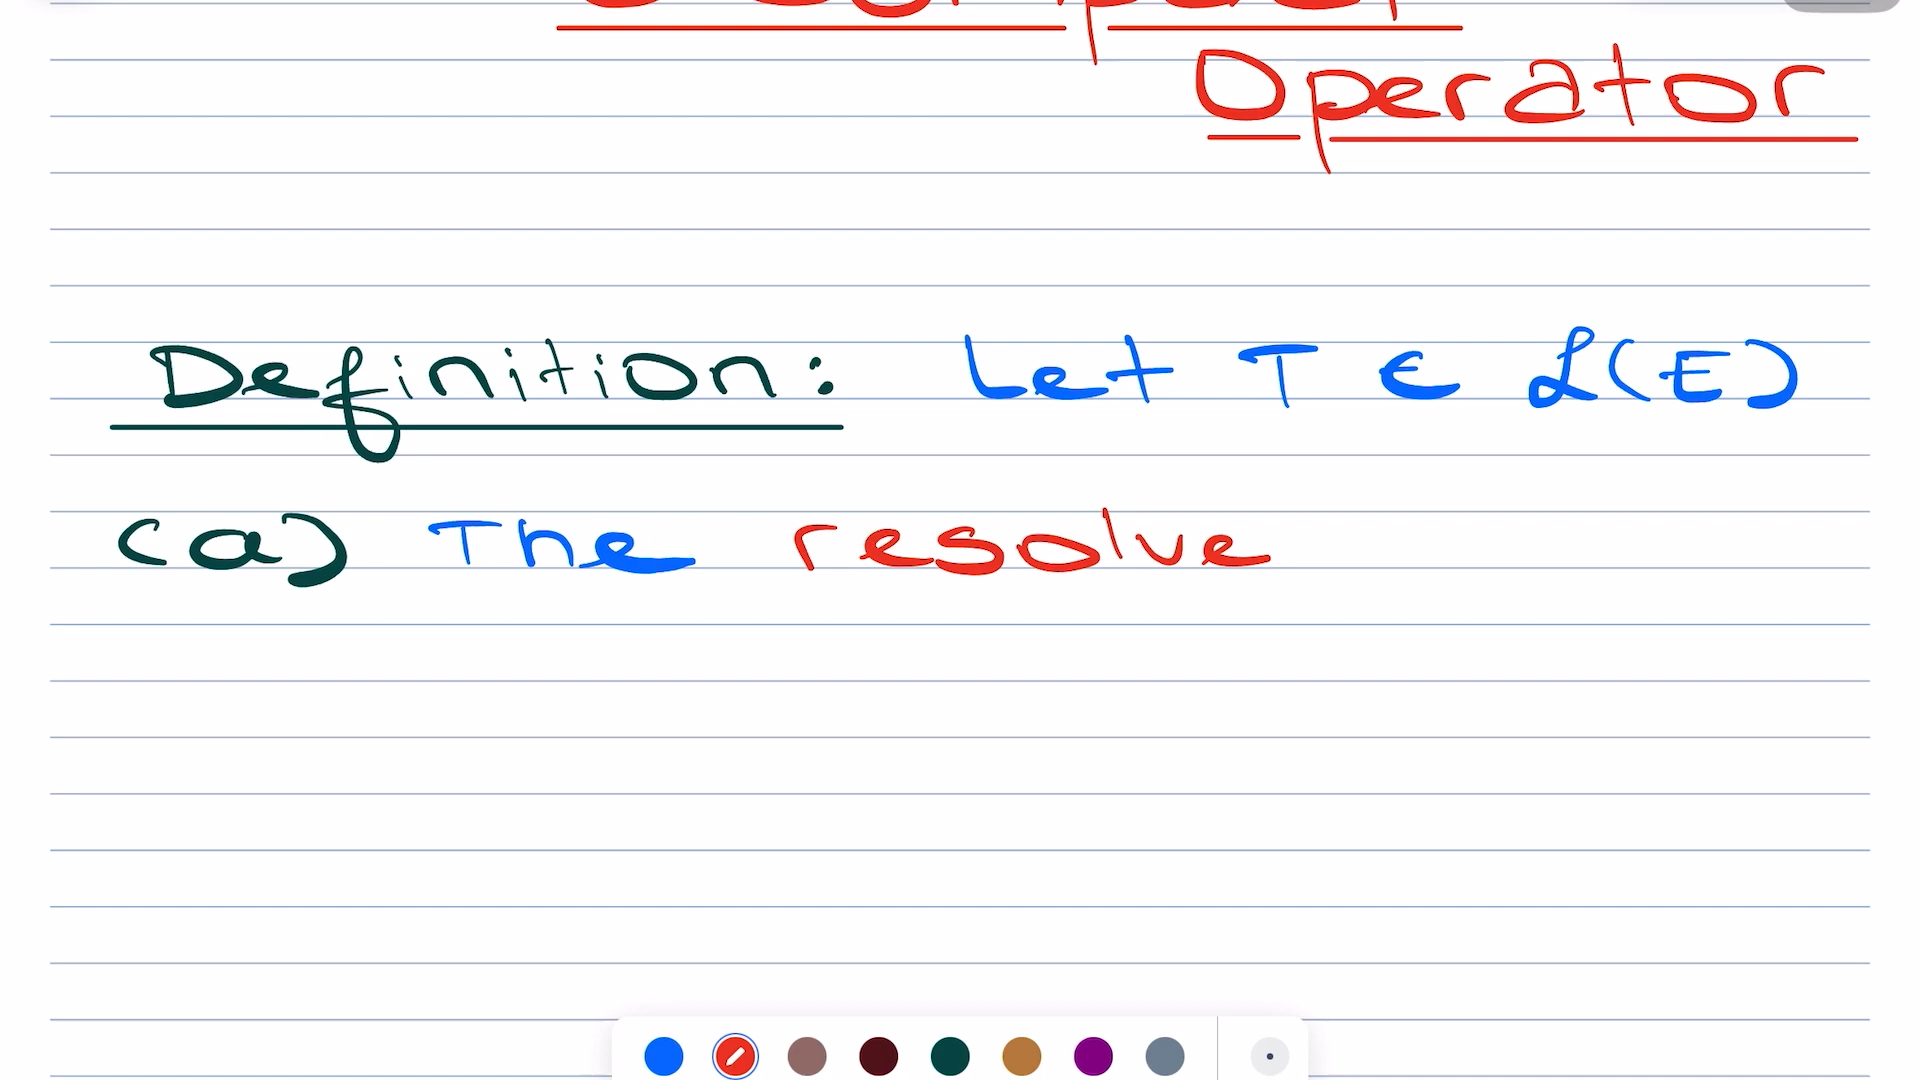 Operator
Definition: Let T ∈ ℒ(E)
(a) The resolve